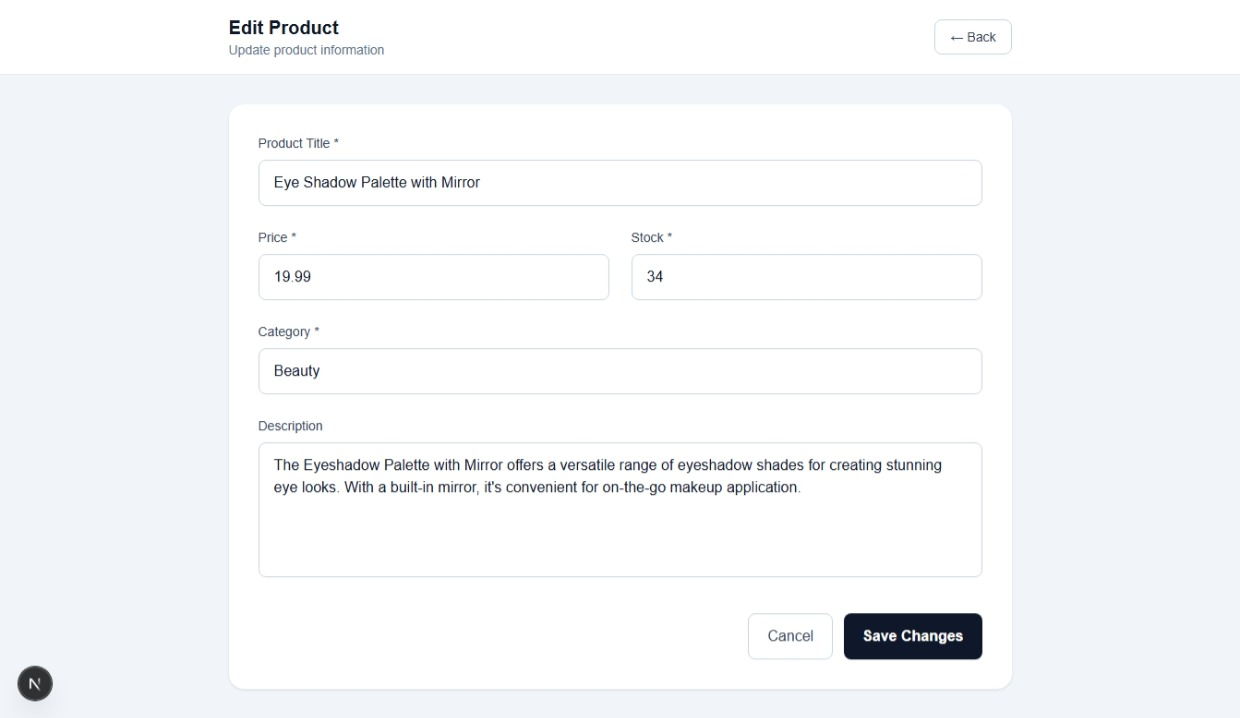 Edit Product
Update product information
← Back
Product Title *
Eye Shadow Palette with Mirror
Price *
Stock *
19.99
34
Category *
Beauty
Description
The Eyeshadow Palette with Mirror offers a versatile range of eyeshadow shades for creating stunning
eye looks. With a built-in mirror, it's convenient for on-the-go makeup application.
Cancel
Save Changes
N